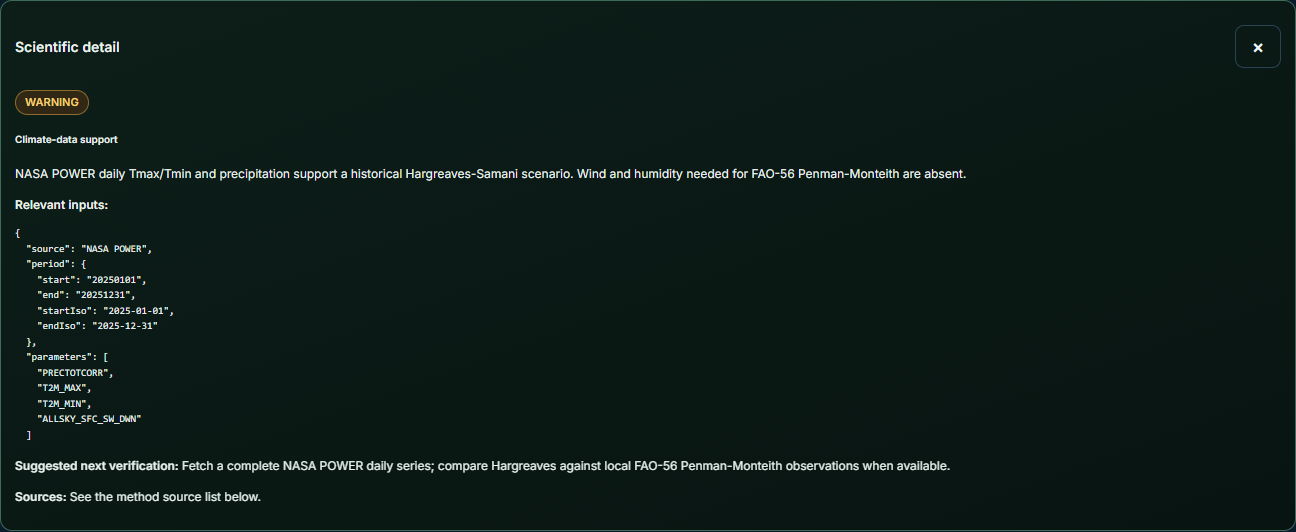 Scientific detail
×
WARNING
Climate-data support
NASA POWER daily Tmax/Tmin and precipitation support a historical Hargreaves-Samani scenario. Wind and humidity needed for FAO-56 Penman-Monteith are absent.
Relevant inputs:
{
  "source": "NASA POWER",
  "period": {
    "start": "20250101",
    "end": "20251231",
    "startIso": "2025-01-01",
    "endIso": "2025-12-31"
  },
  "parameters": [
    "PRECTOTCORR",
    "T2M_MAX",
    "T2M_MIN",
    "ALLSKY_SFC_SW_DWN"
  ]
Suggested next verification: Fetch a complete NASA POWER daily series; compare Hargreaves against local FAO-56 Penman-Monteith observations when available.
Sources: See the method source list below.